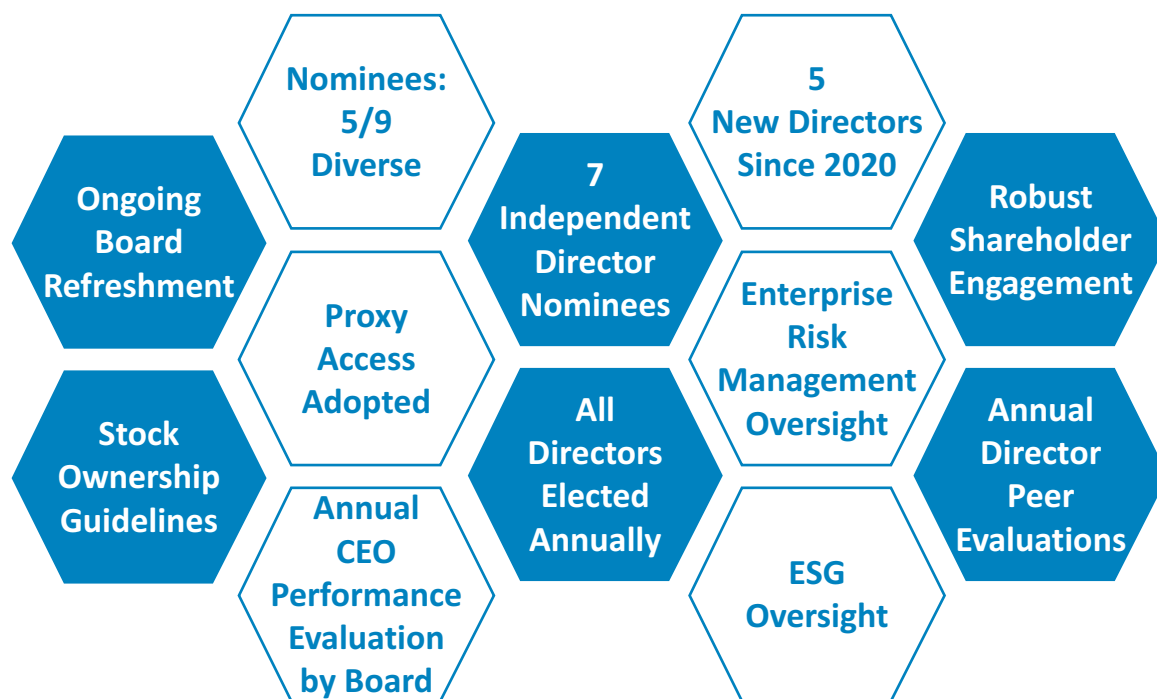 Nominees:
5/9
Diverse
5
New Directors
Since 2020
Ongoing
Board
Refreshment
7
Independent
Director
Nominees
Robust
Shareholder
Engagement
Proxy
Access
Adopted
Enterprise
Risk
Management
Oversight
Stock
Ownership
Guidelines
All
Directors
Elected
Annually
Annual
Director
Peer
Evaluations
Annual
CEO
Performance
Evaluation
by Board
ESG
Oversight